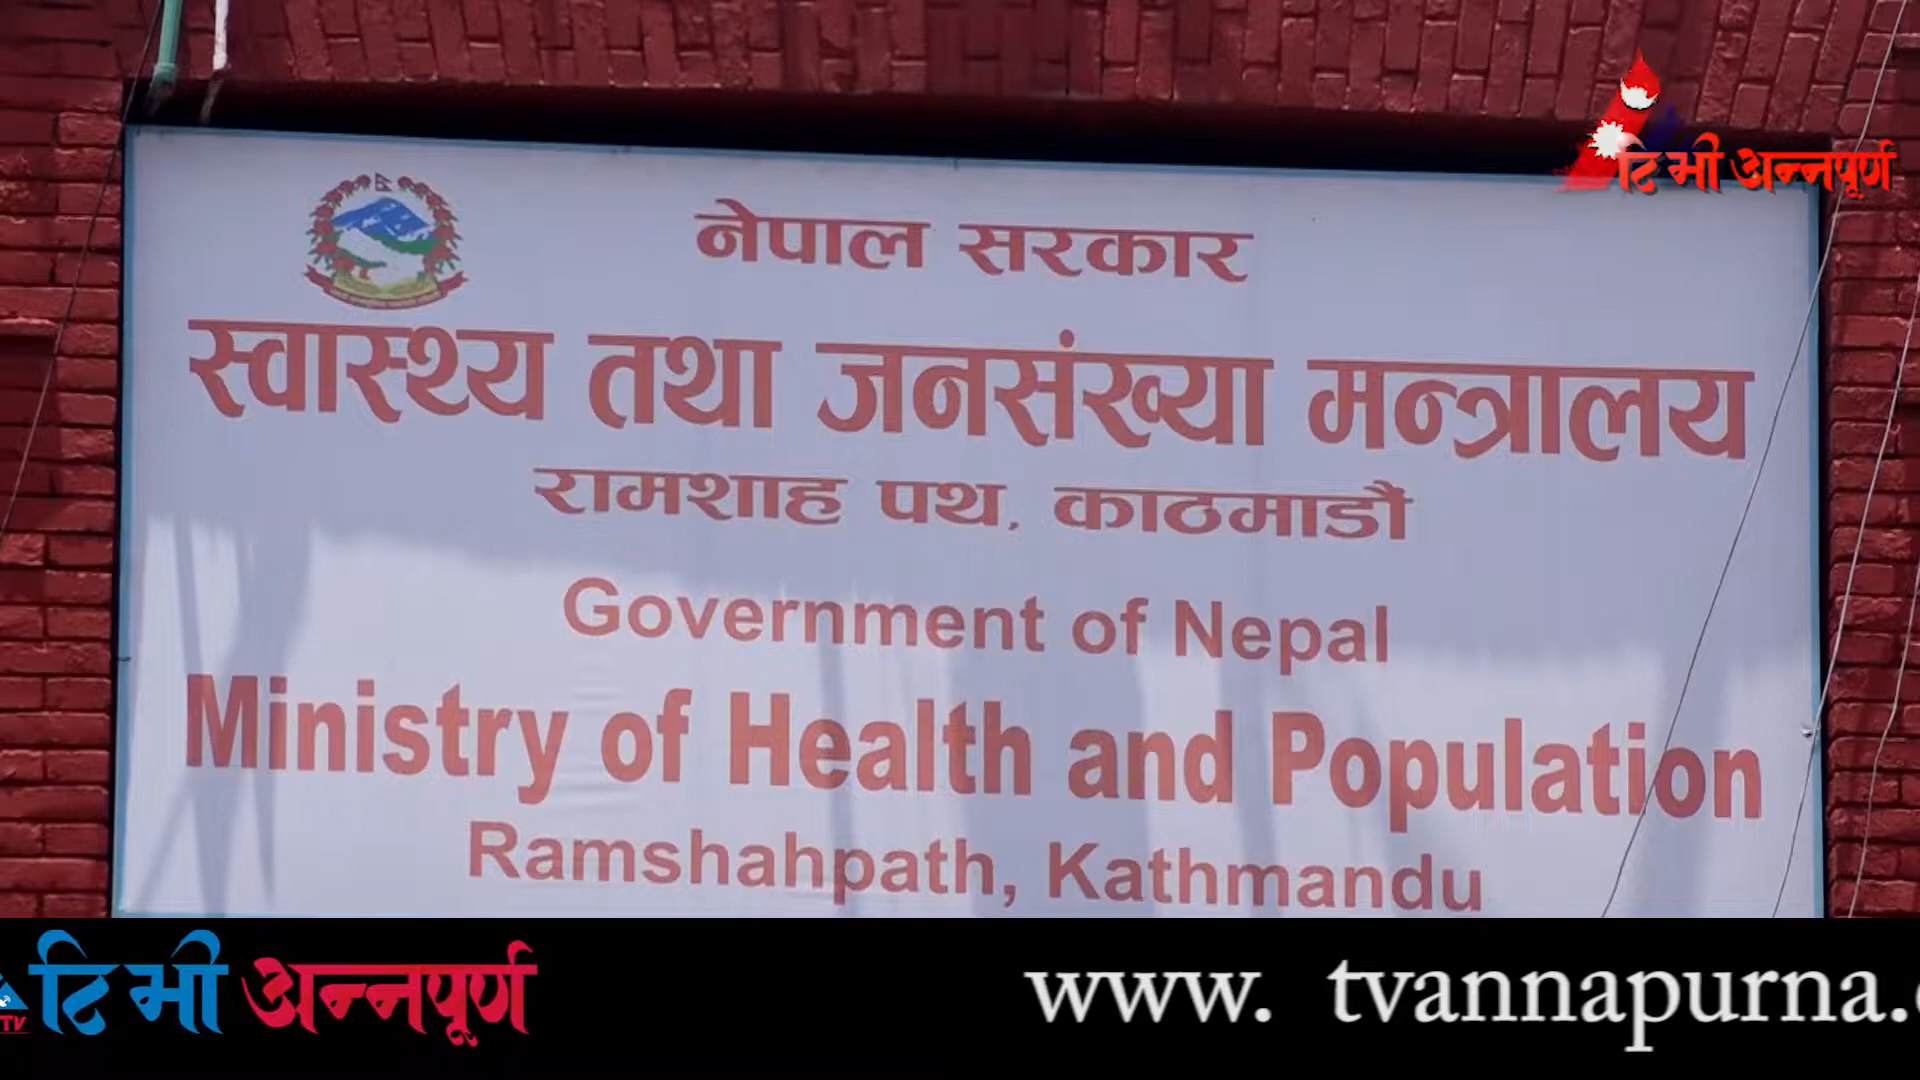 टिभी अन्नपूर्ण
नेपाल सरकार
स्वास्थ्य तथा जनसंख्या मन्त्रालय
रामशाह पथ, काठमाडौं
Government of Nepal
Ministry of Health and Population
Ramshahpath, Kathmandu
TV टिभी अन्नपूर्ण www. tvannapurna.